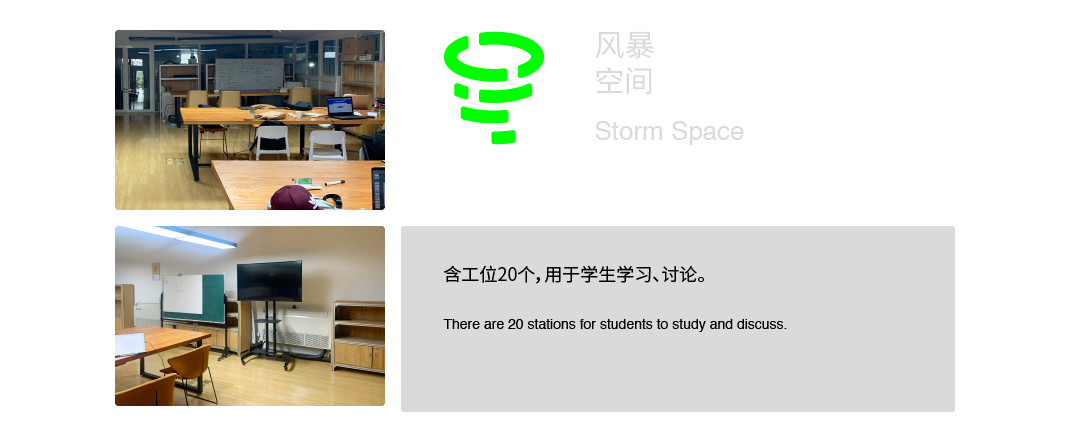 风暴
空间
Storm Space
含工位20个，用于学生学习、讨论。
There are 20 stations for students to study and discuss.